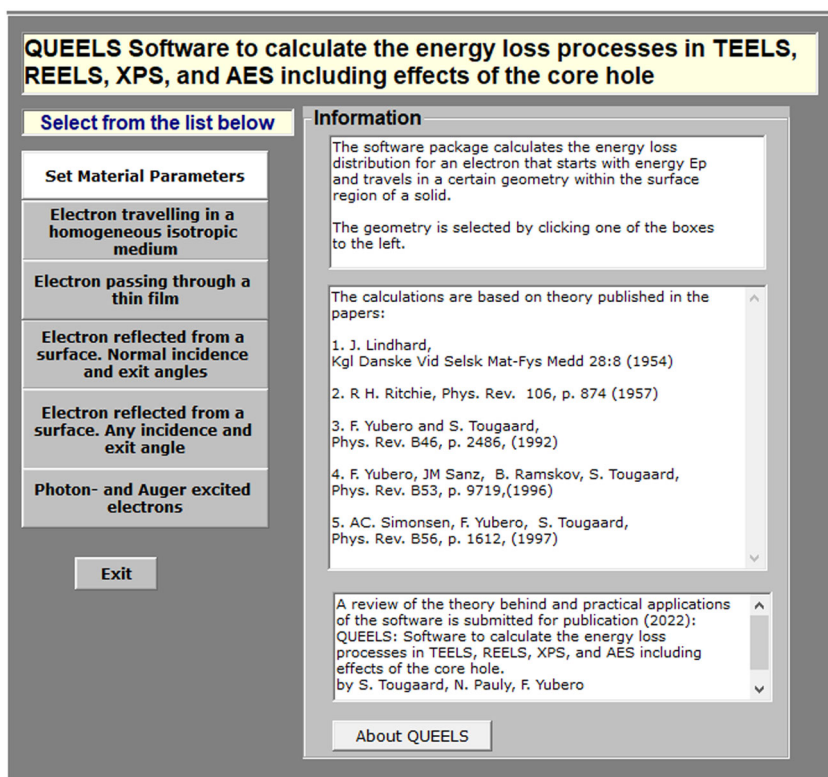 QUEELS Software to calculate the energy loss processes in TEELS,
REELS, XPS, and AES including effects of the core hole
Select from the list below
Set Material Parameters
Electron travelling in a
homogeneous isotropic
medium
Electron passing through a
thin film
Electron reflected from a
surface. Normal incidence
and exit angles
Electron reflected from a
surface. Any incidence and
exit angle
Photon- and Auger excited
electrons
Exit
Information
The software package calculates the energy loss
distribution for an electron that starts with energy Ep
and travels in a certain geometry within the surface
region of a solid.
The geometry is selected by clicking one of the boxes
to the left.
The calculations are based on theory published in the
papers:
1. J. Lindhard,
Kgl Danske Vid Selsk Mat-Fys Medd 28:8 (1954)
2. R H. Ritchie, Phys. Rev.  106, p. 874 (1957)
3. F. Yubero and S. Tougaard,
Phys. Rev. B46, p. 2486, (1992)
4. F. Yubero, JM Sanz,  B. Ramskov, S. Tougaard,
Phys. Rev. B53, p. 9719,(1996)
5. AC. Simonsen, F. Yubero,  S. Tougaard,
Phys. Rev. B56, p. 1612, (1997)
A review of the theory behind and practical applications
of the software is submitted for publication (2022):
QUEELS: Software to calculate the energy loss
processes in TEELS, REELS, XPS, and AES including
effects of the core hole.
by S. Tougaard, N. Pauly, F. Yubero
About QUEELS